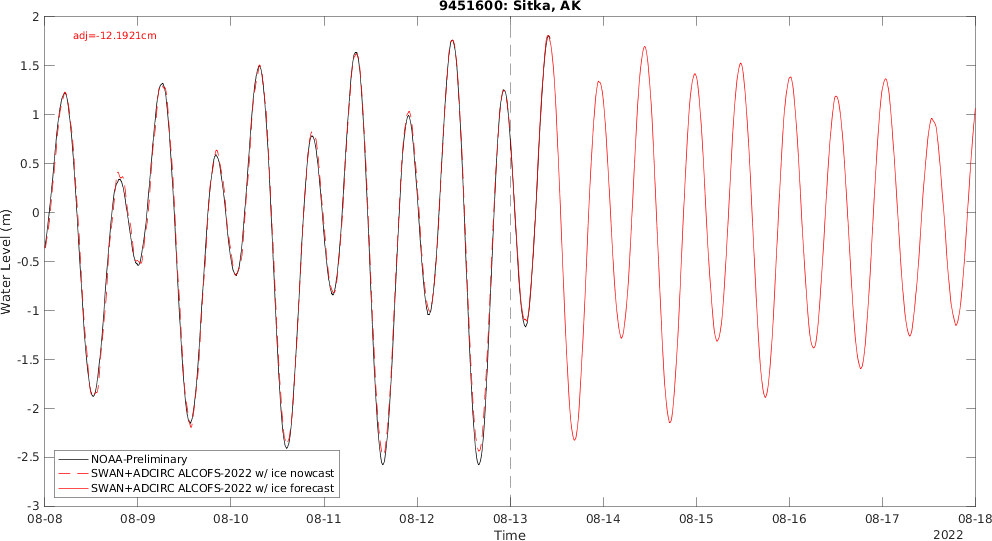 9451600: Sitka, AK
adj=-12.1921cm
Water Level (m)
2
1.5
1
0.5
0
-0.5
-1
-1.5
-2
-2.5
-3
NOAA-Preliminary
SWAN+ADCIRC ALCOFS-2022 w/ ice nowcast
SWAN+ADCIRC ALCOFS-2022 w/ ice forecast
08-08 08-09 08-10 08-11 08-12 08-13 08-14 08-15 08-16 08-17 08-18
Time
2022